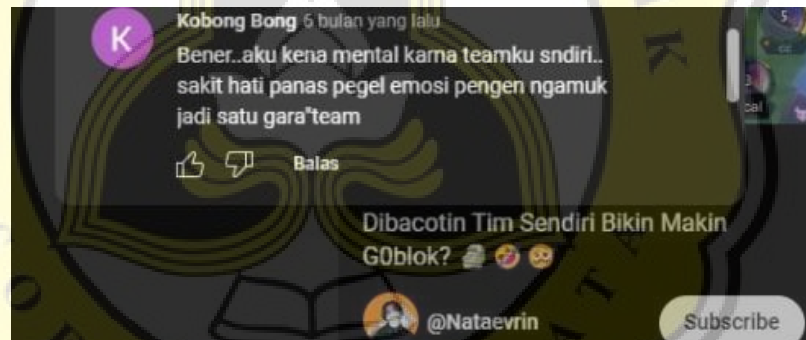 K
Kobong Bong 6 bulan yang lalu
Bener..aku kena mental karna teamku sndiri..
sakit hati panas pegel emosi pengen ngamuk
jadi satu gara"team
Balas
Dibacotin Tim Sendiri Bikin Makin
G0blok? 🗿🤣🥺
@Nataevrin
Subscribe